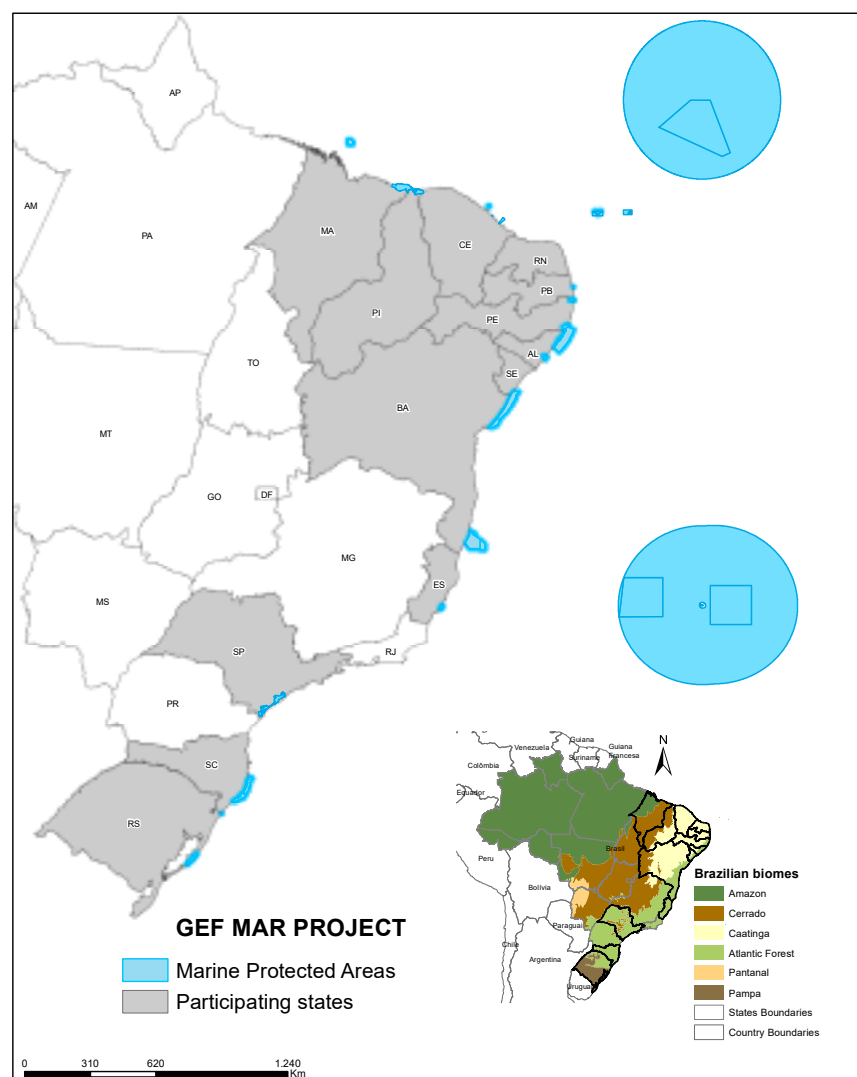 AP
AM
PA
MA
CE
RN
PB
PI
PE
AL
TO
SE
BA
MT
GO
DF
MG
MS
ES
SP
RJ
PR
SC
RS
GEF MAR PROJECT
Marine Protected Areas
Participating states
0 310 620 1.240
Km
N
Guiana
Venezuela
Suriname
Guiana
Francesa
Colômbia
Equador
Peru
Brasil
Bolívia
Paraguai
Chile
Argentina
Uruguai
Brazilian biomes
Amazon
Cerrado
Caatinga
Atlantic Forest
Pantanal
Pampa
States Boundaries
Country Boundaries